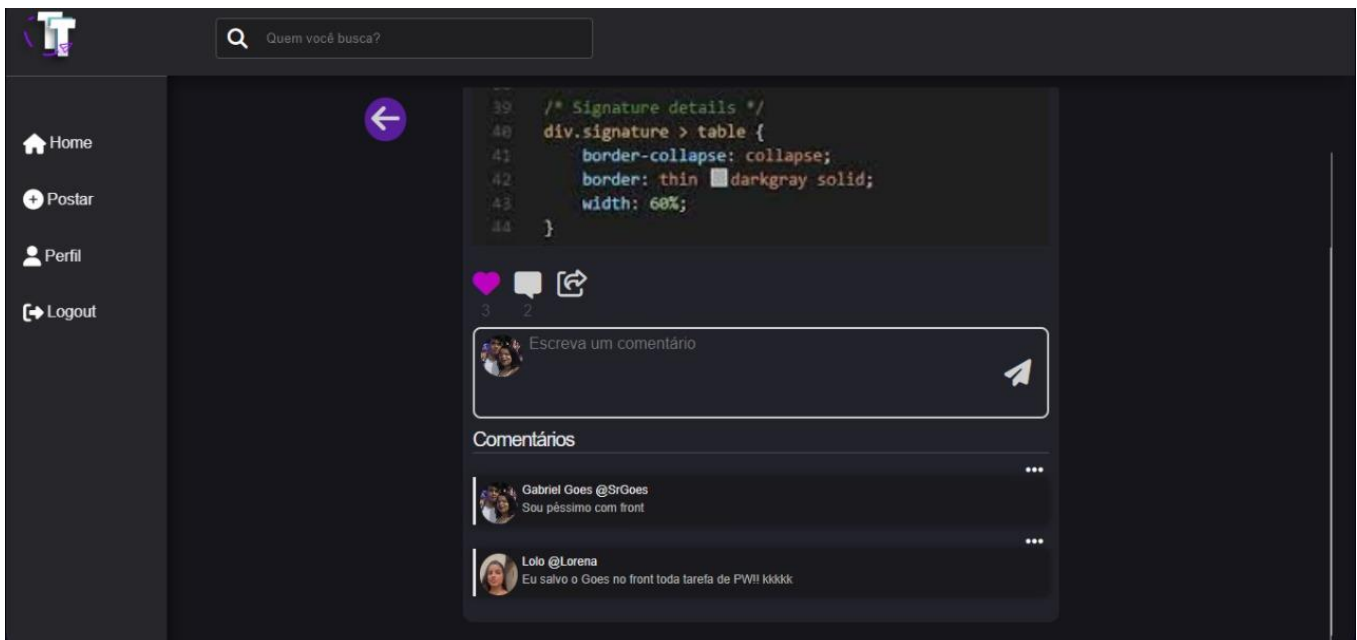 TT
Quem você busca?
Home
Postar
Perfil
Logout
39 /* Signature details */
40 div.signature > table {
41 border-collapse: collapse;
42 border: thin darkgray solid;
43 width: 60%;
44 }
3 2
Escreva um comentário
Comentários
Gabriel Goes @SrGoes
Sou péssimo com front
Lolo @Lorena
Eu salvo o Goes no front toda tarefa de PW!! kkkkk